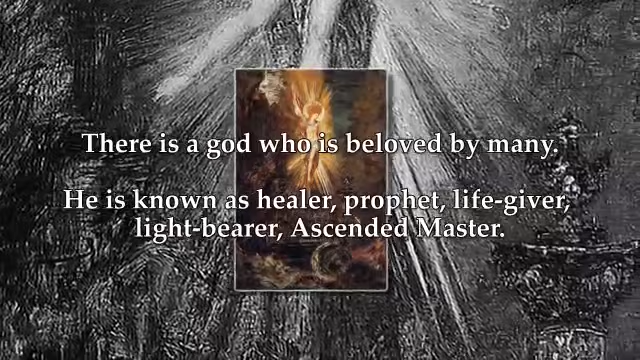 There is a god who is beloved by many.
He is known as healer, prophet, life-giver,
light-bearer, Ascended Master.